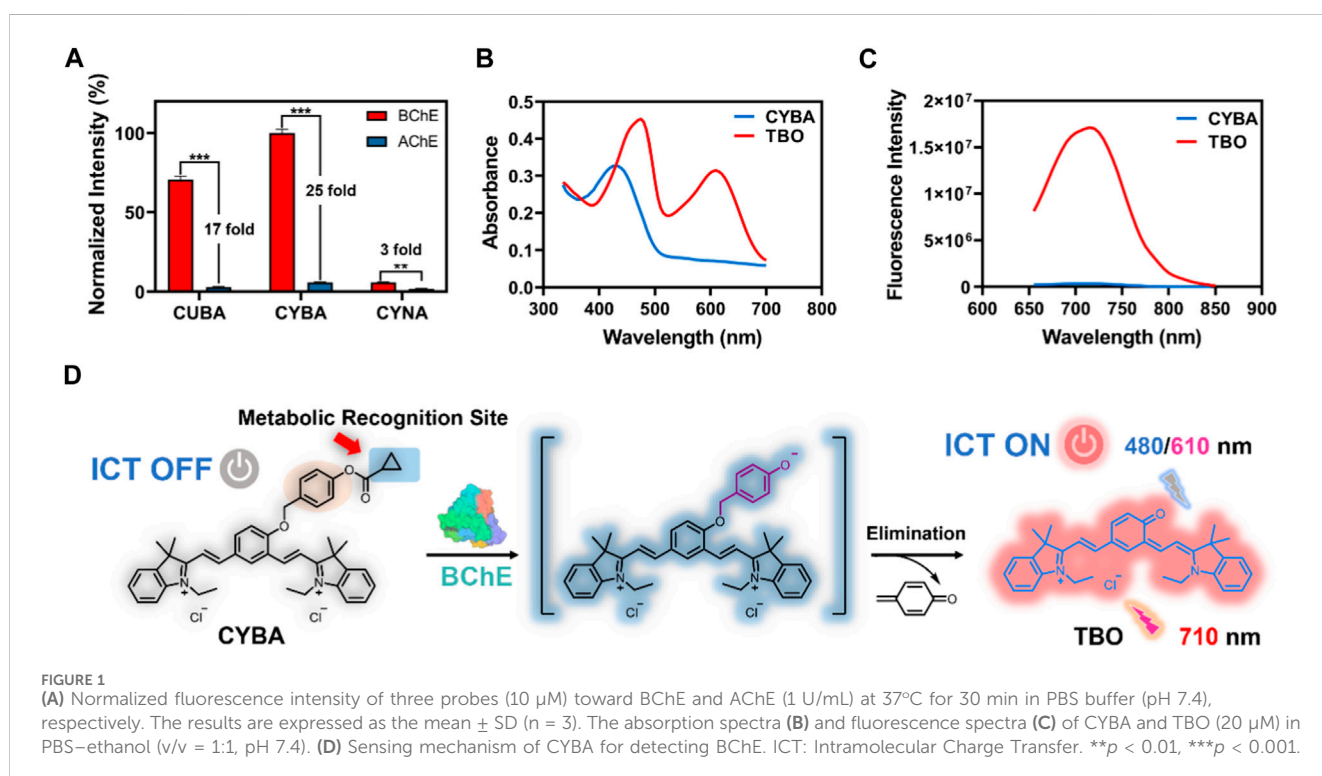 A
Normalized Intensity (%)
100
50
0
BChE
AChE
***
17 fold
***
25 fold
3 fold
**
CUBA
CYBA
CYNA
B
Absorbance
0.5
0.4
0.3
0.2
0.1
0.0
CYBA
TBO
300
400
500
600
700
800
Wavelength (nm)
C
Fluorescence Intensity
2×10⁷
1.5×10⁷
1×10⁷
5×10⁶
0
CYBA
TBO
600
650
700
750
800
850
900
Wavelength (nm)
D
Metabolic Recognition Site
ICT OFF
O
O
O
N
+
Cl⁻
N
+
Cl⁻
CYBA
BChE
O⁻
O
N
+
Cl⁻
N
+
Cl⁻
Elimination
O
ICT ON
480/610 nm
O
N
+
Cl⁻
N
TBO
710 nm
FIGURE 1
(A) Normalized fluorescence intensity of three probes (10 µM) toward BChE and AChE (1 U/mL) at 37°C for 30 min in PBS buffer (pH 7.4),
respectively. The results are expressed as the mean ± SD (n = 3). The absorption spectra (B) and fluorescence spectra (C) of CYBA and TBO (20 µM) in
PBS–ethanol (v/v = 1:1, pH 7.4). (D) Sensing mechanism of CYBA for detecting BChE. ICT: Intramolecular Charge Transfer. **p < 0.01, ***p < 0.001.